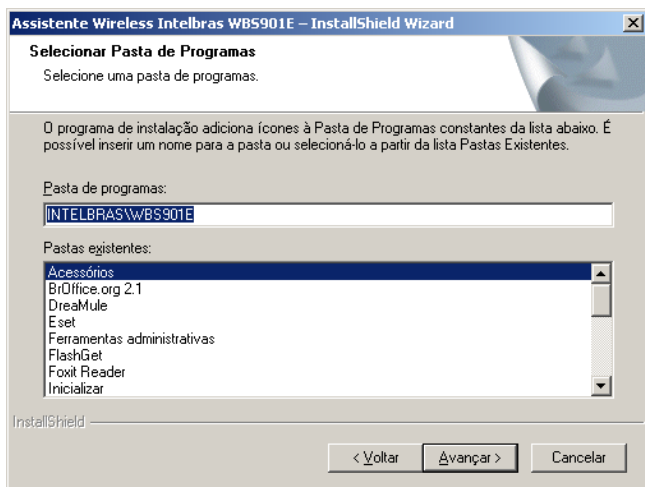 Assistente Wireless Intelbras WBS901E – InstallShield Wizard
Selecionar Pasta de Programas
Selecione uma pasta de programas.
O programa de instalação adiciona ícones à Pasta de Programas constantes da lista abaixo. É
possível inserir um nome para a pasta ou selecioná-lo a partir da lista Pastas Existentes.
Pasta de programas:
INTELBRAS\WBS901E
Pastas existentes:
Acessórios
BrOffice.org 2.1
DreaMule
Eset
Ferramentas administrativas
FlashGet
Foxit Reader
Inicializar
InstallShield
< Voltar
Avançar >
Cancelar